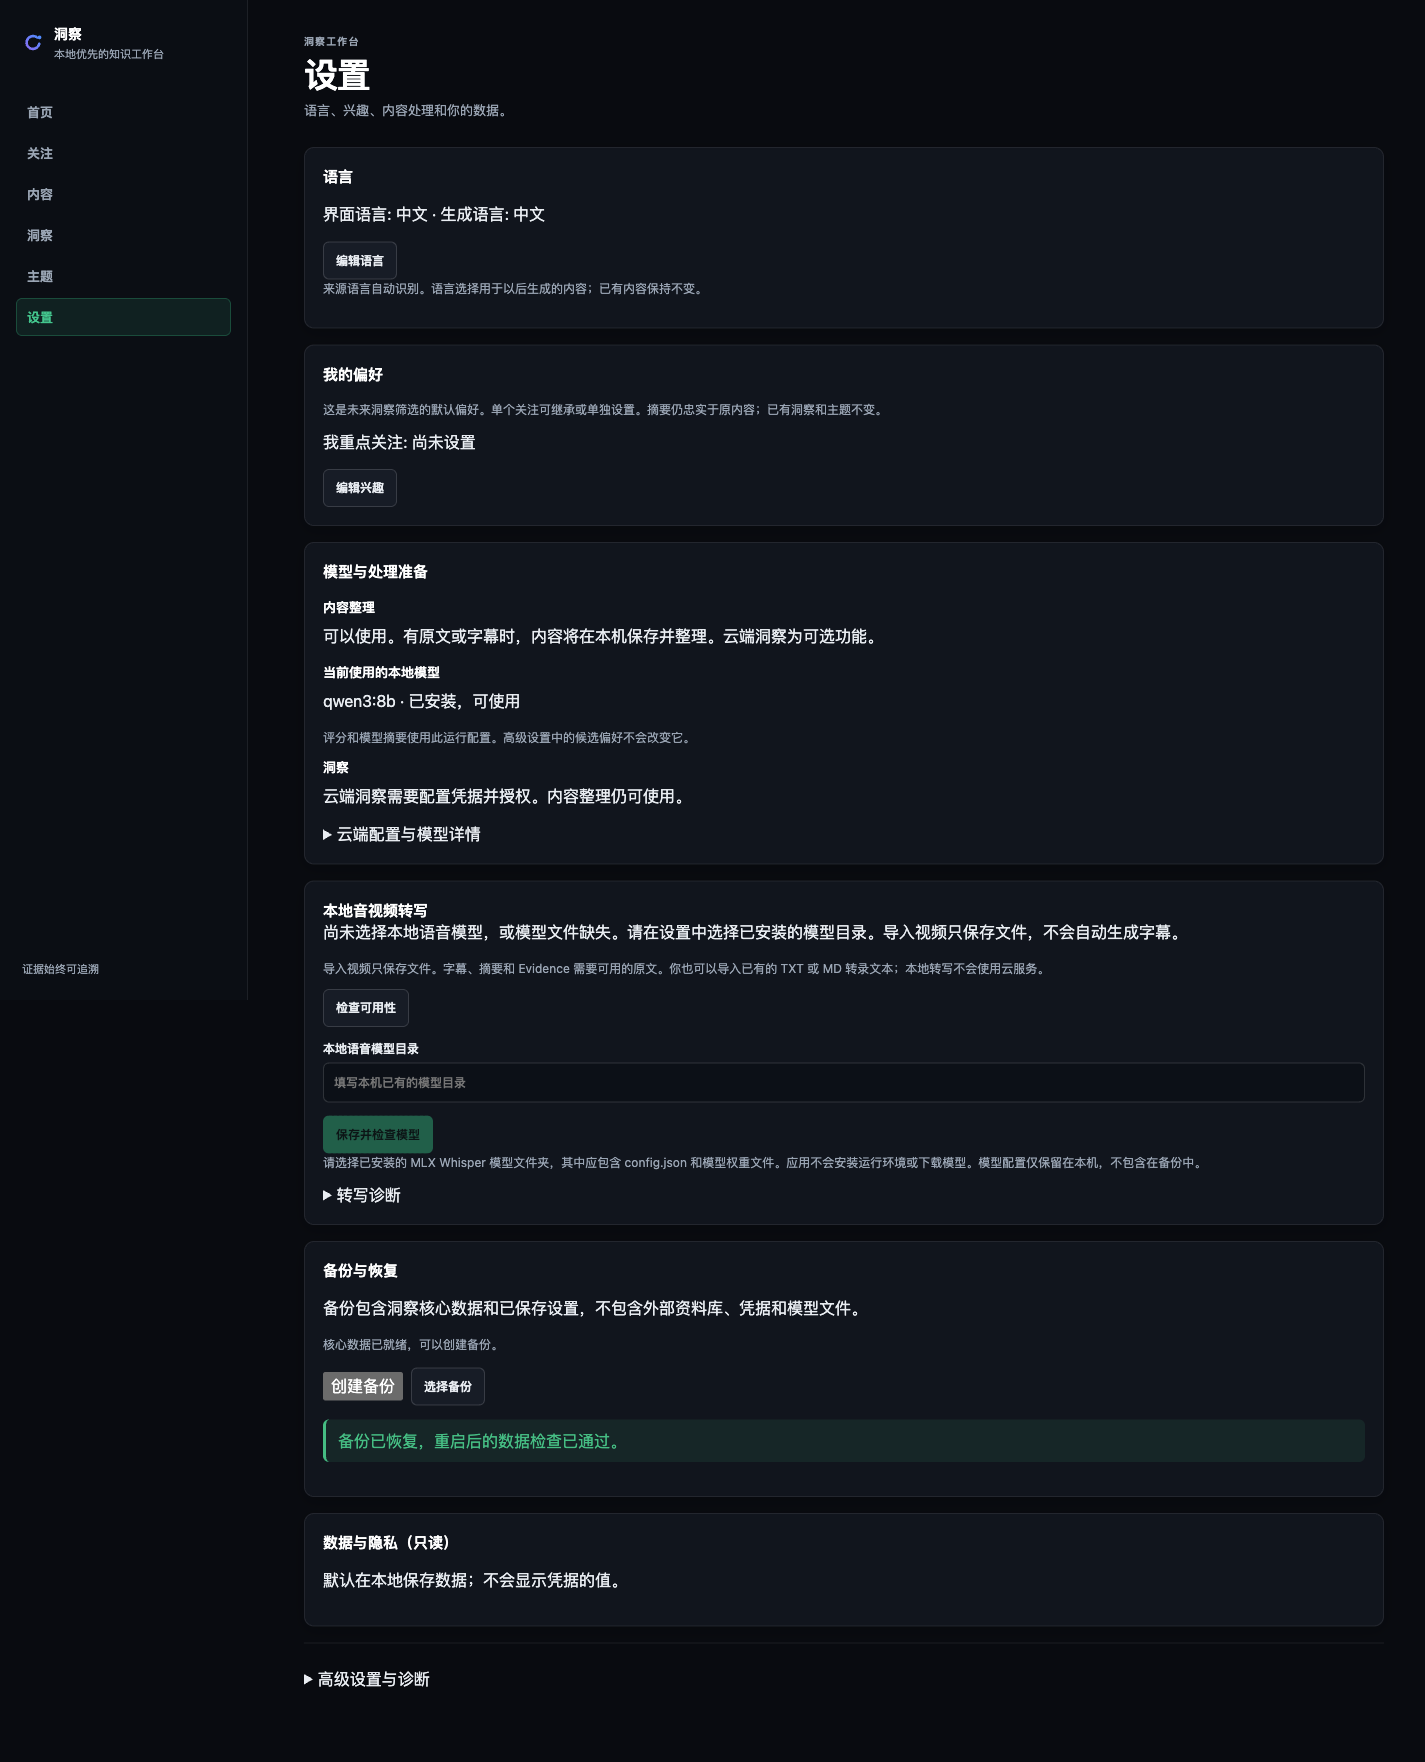 洞察
本地优先的知识工作台
首页
关注
内容
洞察
主题
设置
证据始终可追溯
洞察工作台
设置
语言、兴趣、内容处理和你的数据。
语言
界面语言: 中文 · 生成语言: 中文
编辑语言
来源语言自动识别。语言选择用于以后生成的内容；已有内容保持不变。
我的偏好
这是未来洞察筛选的默认偏好。单个关注可继承或单独设置。摘要仍忠实于原内容；已有洞察和主题不变。
我重点关注: 尚未设置
编辑兴趣
模型与处理准备
内容整理
可以使用。有原文或字幕时，内容将在本机保存并整理。云端洞察为可选功能。
当前使用的本地模型
qwen3:8b · 已安装，可使用
评分和模型摘要使用此运行配置。高级设置中的候选偏好不会改变它。
洞察
云端洞察需要配置凭据并授权。内容整理仍可使用。
▶ 云端配置与模型详情
本地音视频转写
尚未选择本地语音模型，或模型文件缺失。请在设置中选择已安装的模型目录。导入视频只保存文件，不会自动生成字幕。
导入视频只保存文件。字幕、摘要和 Evidence 需要可用的原文。你也可以导入已有的 TXT 或 MD 转录文本；本地转写不会使用云服务。
检查可用性
本地语音模型目录
填写本机已有的模型目录
保存并检查模型
请选择已安装的 MLX Whisper 模型文件夹，其中应包含 config.json 和模型权重文件。应用不会安装运行环境或下载模型。模型配置仅保留在本机，不包含在备份中。
▶ 转写诊断
备份与恢复
备份包含洞察核心数据和已保存设置，不包含外部资料库、凭据和模型文件。
核心数据已就绪，可以创建备份。
创建备份 选择备份
备份已恢复，重启后的数据检查已通过。
数据与隐私（只读）
默认在本地保存数据；不会显示凭据的值。
▶ 高级设置与诊断